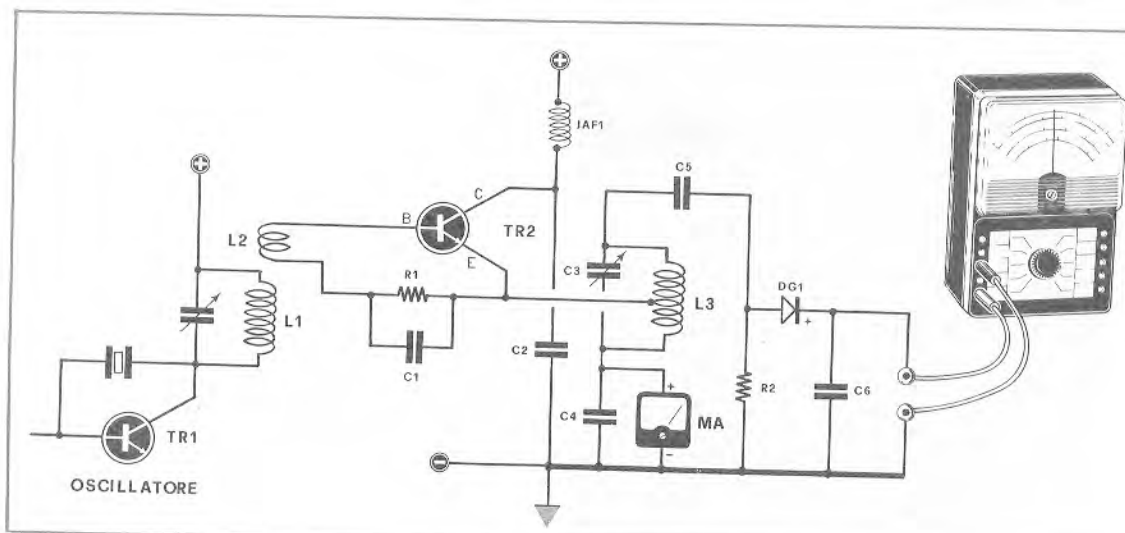 JAF1
C5
C
B
TR2
L2
E
C3
R1
DG1
L3
+
L1
C2
C1
R2
C6
+
C4
MA
TR1
-
OSCILLATORE